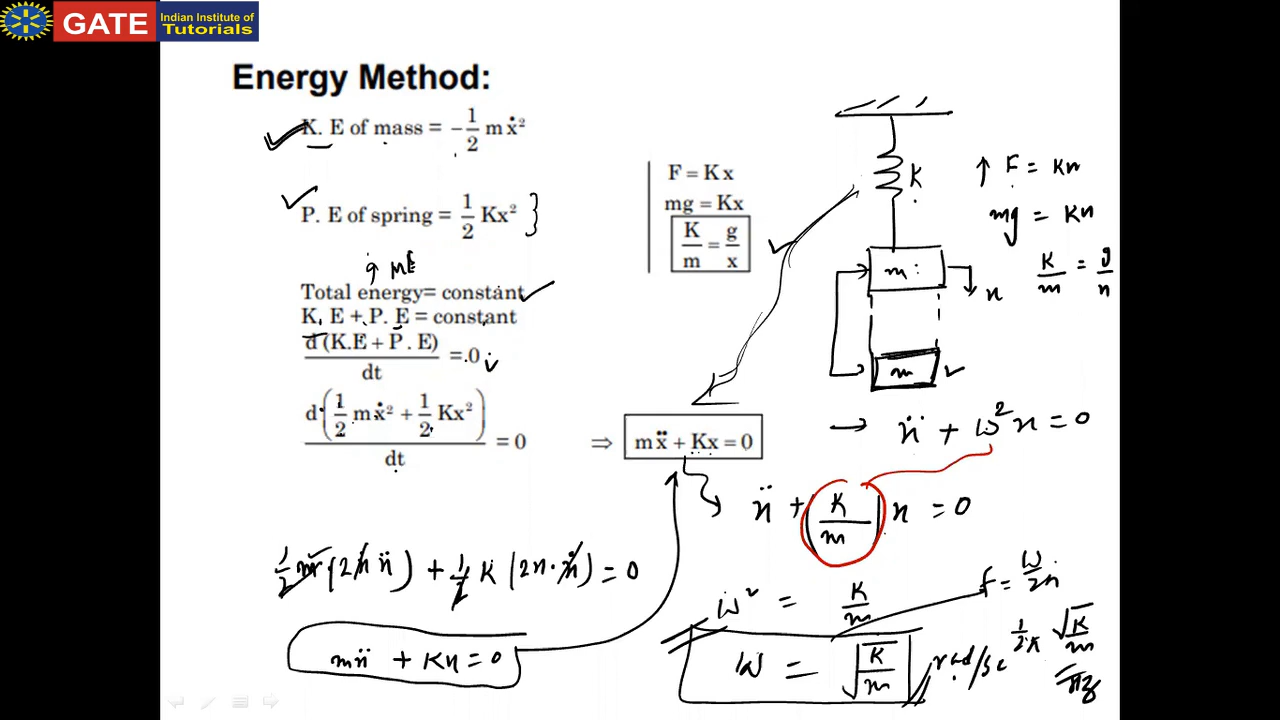 GATE Indian Institute of Tutorials
Energy Method:
K. E of mass = -1/2 mẋ²
P. E of spring = 1/2 Kx² }
Total energy= constant
K, E + P. E = constant
d(K.E + P. E)/dt = 0
d(1/2 mẋ² + 1/2 Kx²)/dt = 0
⇒ mẍ + Kx = 0
F = Kx
mg = Kx
K/m = g/x
K
m
x
m
↑ F = Kx
mg = Kx
K/m = g/x
→ ẍ + ω²x = 0
ẍ + (K/m) x = 0
1/2 m (2ẋ ẍ) + 1/2 K (2x·ẋ) = 0
mẍ + Kx = 0
ω² = K/m
ω = √(K/m) rad/sec
f = ω/2π
1/2π √(K/m)
Hz